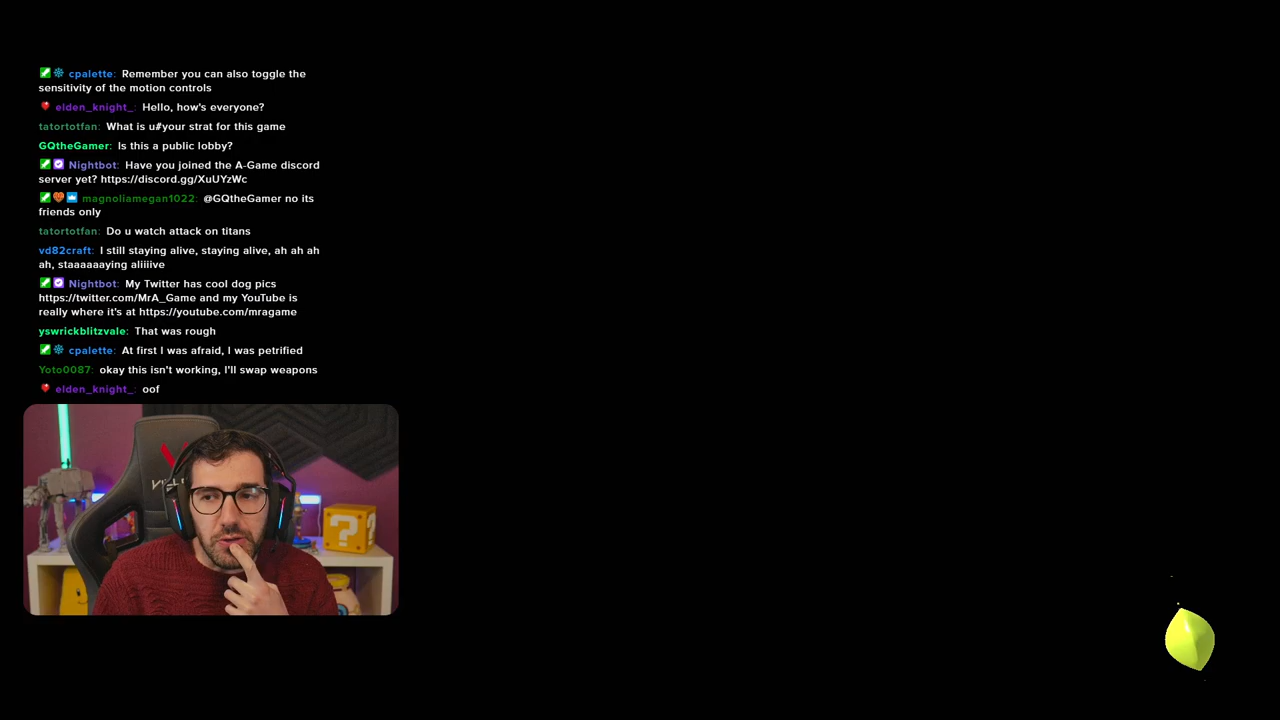 cpalette: Remember you can also toggle the
sensitivity of the motion controls
elden_knight_: Hello, how's everyone?
tatortotfan: What is u#your strat for this game
GQtheGamer: Is this a public lobby?
Nightbot: Have you joined the A-Game discord
server yet? https://discord.gg/XuUYzWc
magnoliamegan1022: @GQtheGamer no its
friends only
tatortotfan: Do u watch attack on titans
vd82craft: I still staying alive, staying alive, ah ah ah
ah, staaaaaaying aliiiive
Nightbot: My Twitter has cool dog pics
https://twitter.com/MrA_Game and my YouTube is
really where it's at https://youtube.com/mragame
yswrickblitzvale: That was rough
cpalette: At first I was afraid, I was petrified
Yoto0087: okay this isn't working, I'll swap weapons
elden_knight_: oof